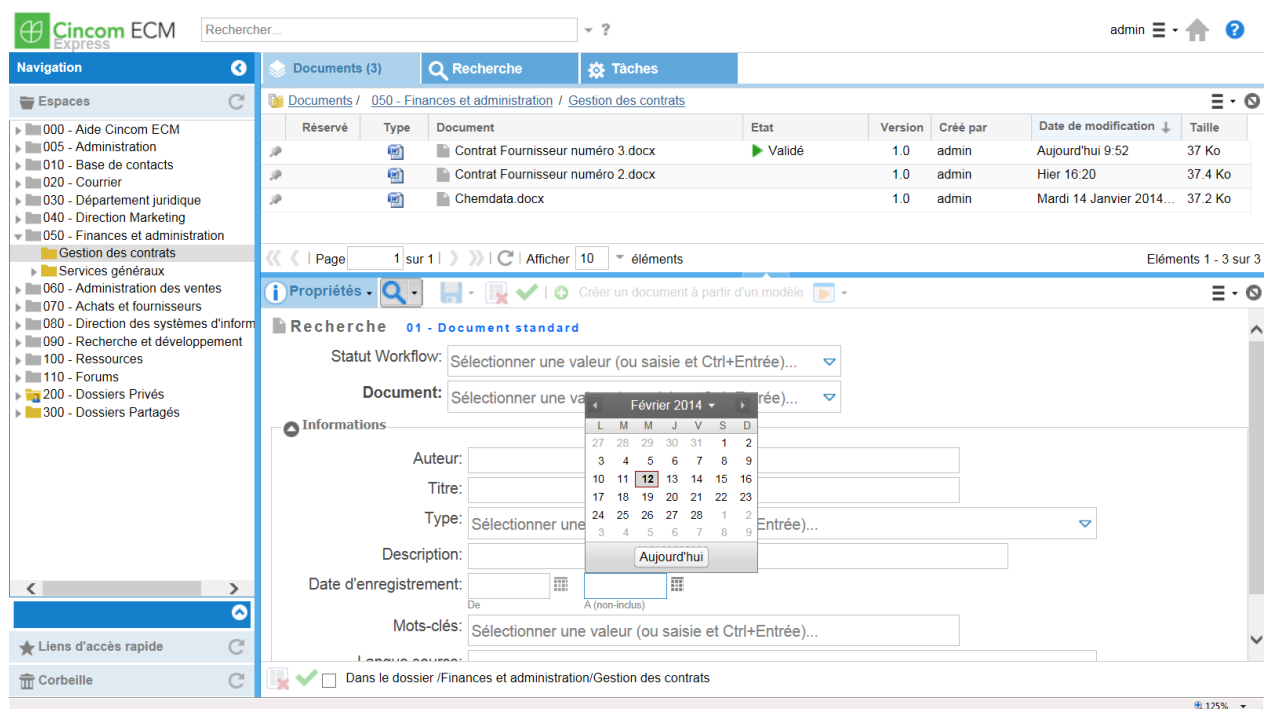 Cincom ECM
Express
Rechercher...
?
admin
?
Navigation
Documents (3)
Recherche
Tâches
Espaces
Documents / 050 - Finances et administration / Gestion des contrats
000 - Aide Cincom ECM
005 - Administration
010 - Base de contacts
020 - Courrier
030 - Département juridique
040 - Direction Marketing
050 - Finances et administration
Gestion des contrats
Services généraux
060 - Administration des ventes
070 - Achats et fournisseurs
080 - Direction des systèmes d'inform
090 - Recherche et développement
100 - Ressources
110 - Forums
200 - Dossiers Privés
300 - Dossiers Partagés
Liens d'accès rapide
Corbeille
Réservé Type Document Etat Version Créé par Date de modification Taille
Contrat Fournisseur numéro 3.docx Validé 1.0 admin Aujourd'hui 9:52 37 Ko
Contrat Fournisseur numéro 2.docx 1.0 admin Hier 16:20 37.4 Ko
Chemdata.docx 1.0 admin Mardi 14 Janvier 2014... 37.2 Ko
Page 1 sur 1 Afficher 10 éléments Eléments 1 - 3 sur 3
Propriétés Créer un document à partir d'un modèle
Recherche 01 - Document standard
Statut Workflow: Sélectionner une valeur (ou saisie et Ctrl+Entrée)...
Document: Sélectionner une va rée)...
Informations
Auteur:
Titre:
Type: Sélectionner une Entrée)...
Description:
Date d'enregistrement:
De A (non-inclus)
Mots-clés: Sélectionner une valeur (ou saisie et Ctrl+Entrée)...
Langue source:
Février 2014
L M M J V S D
27 28 29 30 31 1 2
3 4 5 6 7 8 9
10 11 12 13 14 15 16
17 18 19 20 21 22 23
24 25 26 27 28 1 2
3 4 5 6 7 8 9
Aujourd'hui
Dans le dossier /Finances et administration/Gestion des contrats
125%